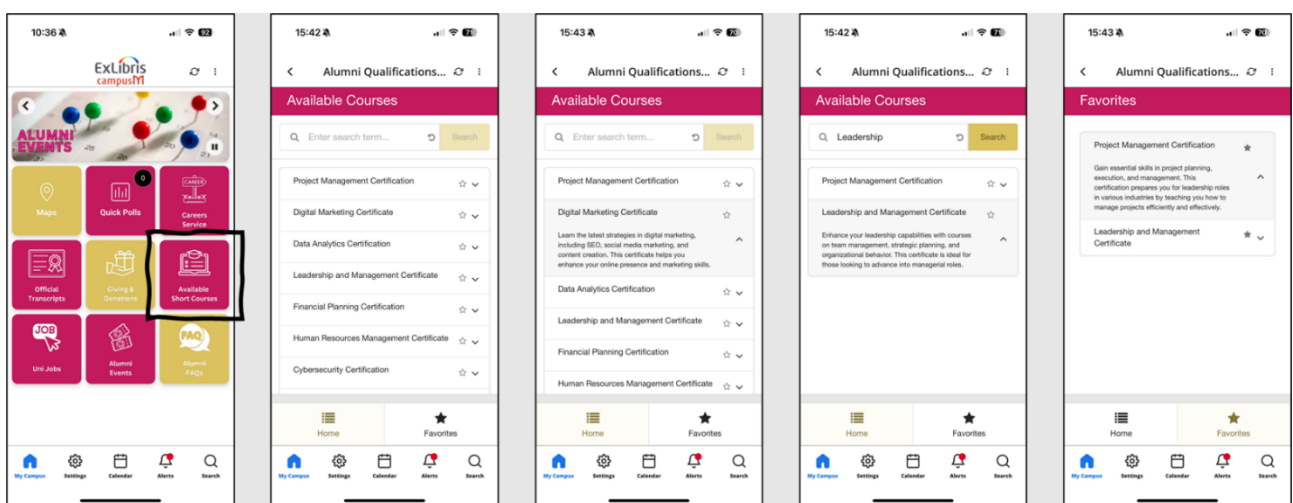 10:36
92
ExLibris
campusM
ALUMNI
EVENTS
Maps
0
Quick Polls
CAREER
Careers
Service
Official
Transcripts
Giving &
Donations
Available
Short Courses
JOB
Uni Jobs
Alumni
Events
FAQ
Alumni
FAQs
My Campus
Settings
Calendar
Alerts
Search
15:42
71
Alumni Qualifications...
Available Courses
Enter search term...
Search
Project Management Certification
Digital Marketing Certificate
Data Analytics Certification
Leadership and Management Certificate
Financial Planning Certification
Human Resources Management Certificate
Cybersecurity Certification
Home
Favorites
My Campus
Settings
Calendar
Alerts
Search
15:43
Alumni Qualifications...
Available Courses
Enter search term...
Search
Project Management Certification
Digital Marketing Certificate
Learn the latest strategies in digital marketing,
including SEO, social media marketing, and
content creation. This certificate helps you
enhance your online presence and marketing skills.
Data Analytics Certification
Leadership and Management Certificate
Financial Planning Certification
Human Resources Management Certificate
Home
Favorites
My Campus
Settings
Calendar
Alerts
Search
15:42
71
Alumni Qualifications...
Available Courses
Leadership
Search
Project Management Certification
Leadership and Management Certificate
Enhance your leadership capabilities with courses
on team management, strategic planning, and
organizational behavior. This certificate is ideal for
those looking to advance into managerial roles.
Home
Favorites
My Campus
Settings
Calendar
Alerts
Search
15:43
70
Alumni Qualifications...
Favorites
Project Management Certification
Gain essential skills in project planning,
execution, and management. This
certification prepares you for leadership roles
in various industries by teaching you how to
manage projects efficiently and effectively.
Leadership and Management
Certificate
Home
Favorites
My Campus
Settings
Calendar
Alerts
Search